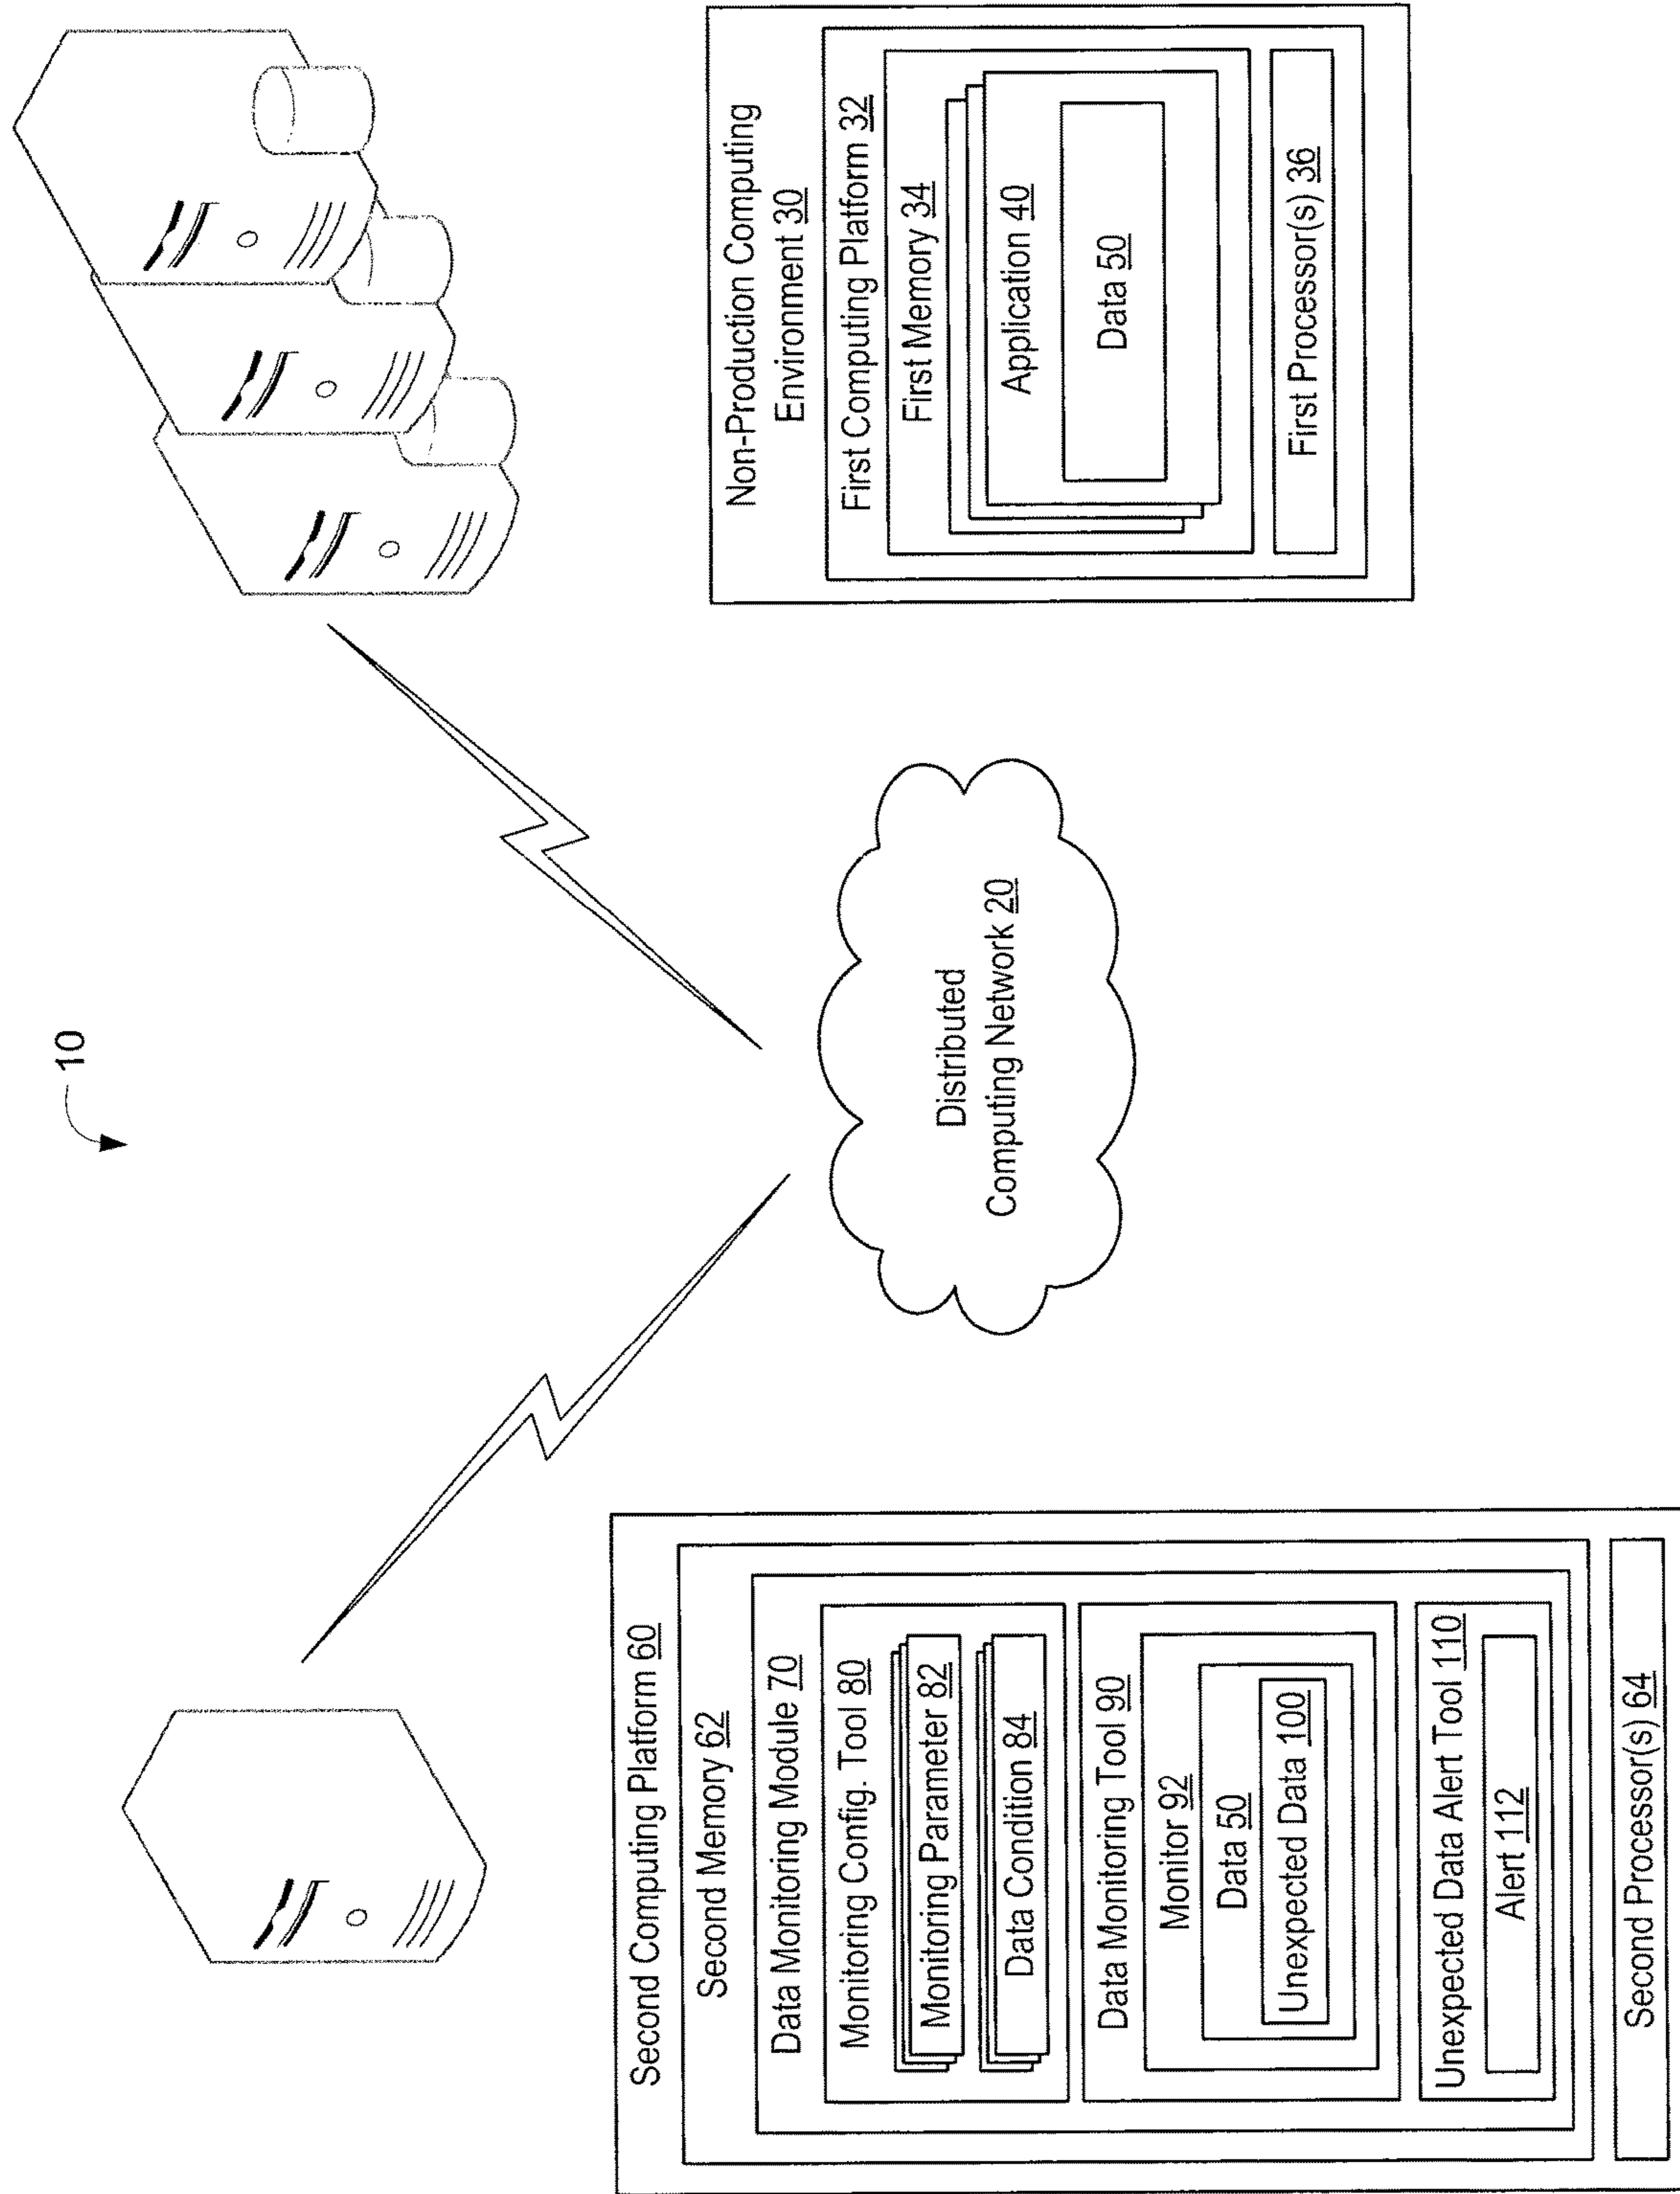 10
Second Computing Platform 60
Second Memory 62
Data Monitoring Module 70
Monitoring Config. Tool 80
Monitoring Parameter 82
Data Condition 84
Data Monitoring Tool 90
Monitor 92
Data 50
Unexpected Data 100
Unexpected Data Alert Tool 110
Alert 112
Second Processor(s) 64
Distributed
Computing Network 20
Non-Production Computing
Environment 30
First Computing Platform 32
First Memory 34
Application 40
Data 50
First Processor(s) 36